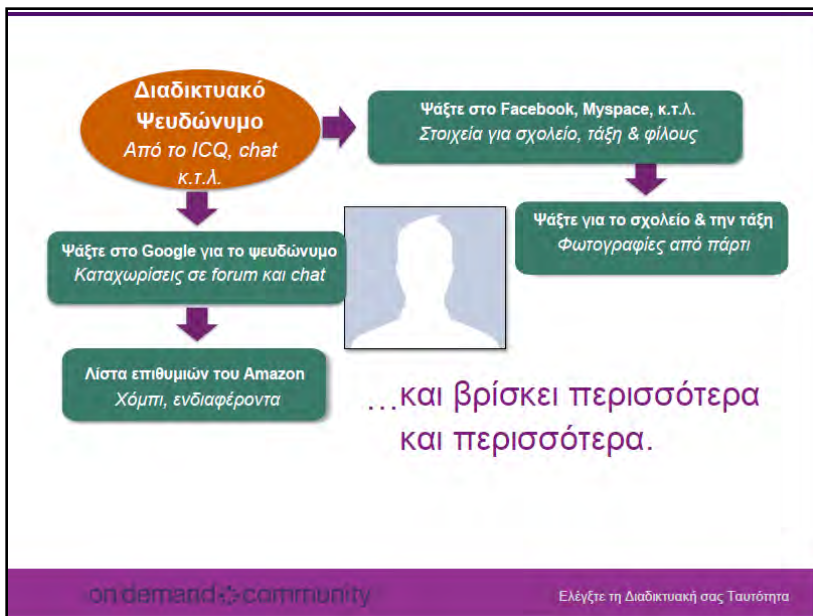 Διαδικτυακό
Ψευδώνυμο
Από το ICQ, chat
κ.τ.λ.
Ψάξτε στο Facebook, Myspace, κ.τ.λ.
Στοιχεία για σχολείο, τάξη & φίλους
Ψάξτε για το σχολείο & την τάξη
Φωτογραφίες από πάρτι
Ψάξτε στο Google για το ψευδώνυμο
Καταχωρίσεις σε forum και chat
Λίστα επιθυμιών του Amazon
Χόμπι, ενδιαφέροντα
…και βρίσκει περισσότερα
και περισσότερα.
on demand community
Ελέγξτε τη Διαδικτυακή σας Ταυτότητα